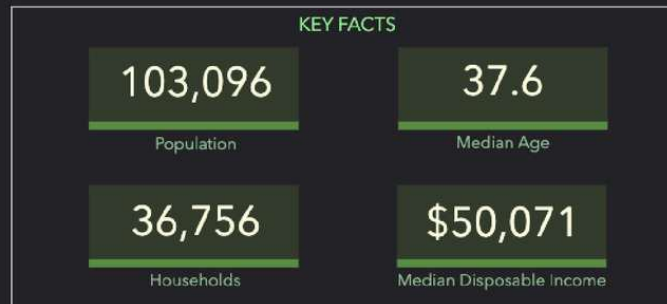 KEY FACTS
103,096
37.6
Population
Median Age
36,756
$50,071
Households
Median Disposable Income